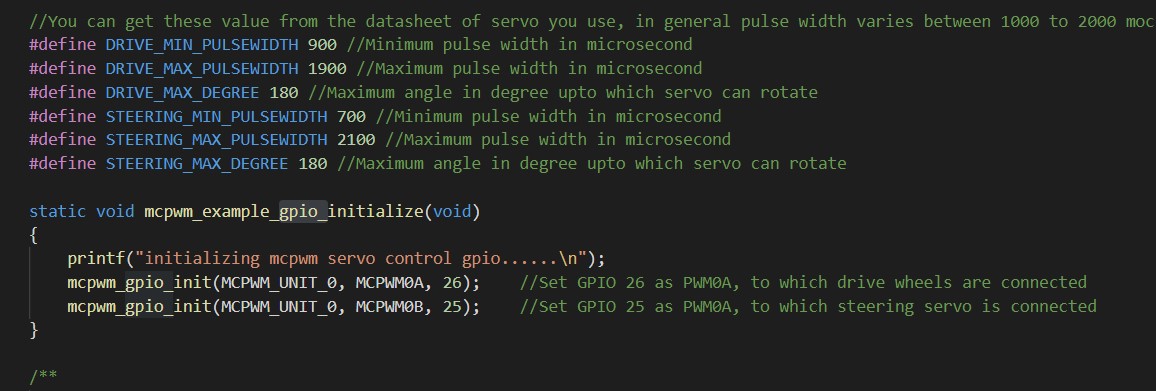 //You can get these value from the datasheet of servo you use, in general pulse width varies between 1000 to 2000 moc
#define DRIVE_MIN_PULSEWIDTH 900 //Minimum pulse width in microsecond
#define DRIVE_MAX_PULSEWIDTH 1900 //Maximum pulse width in microsecond
#define DRIVE_MAX_DEGREE 180 //Maximum angle in degree upto which servo can rotate
#define STEERING_MIN_PULSEWIDTH 700 //Minimum pulse width in microsecond
#define STEERING_MAX_PULSEWIDTH 2100 //Maximum pulse width in microsecond
#define STEERING_MAX_DEGREE 180 //Maximum angle in degree upto which servo can rotate
static void mcpwm_example_gpio_initialize(void)
{
printf("initializing mcpwm servo control gpio......\n");
mcpwm_gpio_init(MCPWM_UNIT_0, MCPWM0A, 26); //Set GPIO 26 as PWM0A, to which drive wheels are connected
mcpwm_gpio_init(MCPWM_UNIT_0, MCPWM0B, 25); //Set GPIO 25 as PWM0A, to which steering servo is connected
}
/**